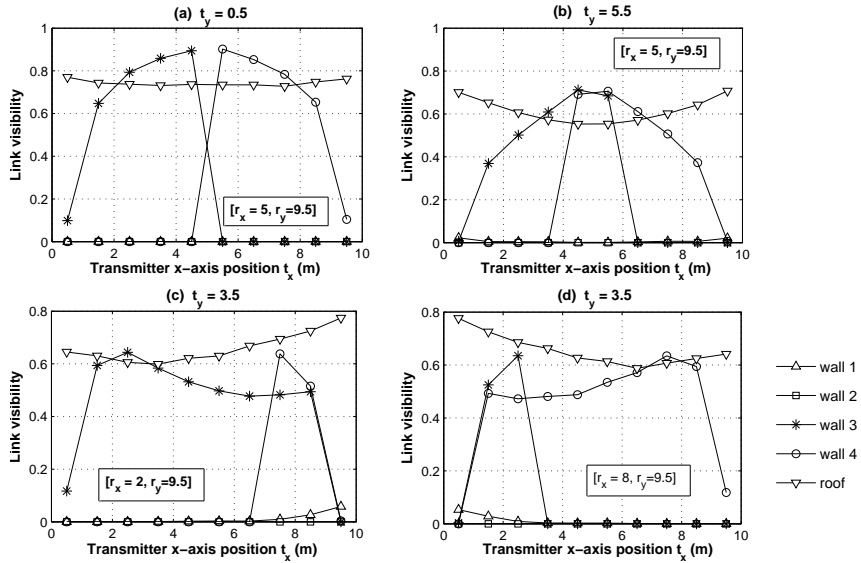 (a) t_y = 0.5
Link visibility
1
0.8
0.6
0.4
0.2
0
0 2 4 6 8 10
[r_x = 5, r_y=9.5]
Transmitter x−axis position t_x (m)
(b) t_y = 5.5
Link visibility
1
0.8
0.6
0.4
0.2
0
0 2 4 6 8 10
[r_x = 5, r_y=9.5]
Transmitter x−axis position t_x (m)
(c) t_y = 3.5
Link visibility
0.8
0.6
0.4
0.2
0
0 2 4 6 8 10
[r_x = 2, r_y=9.5]
Transmitter x−axis position t_x (m)
(d) t_y = 3.5
Link visibility
0.8
0.6
0.4
0.2
0
0 2 4 6 8 10
[r_x = 8, r_y=9.5]
Transmitter x−axis position t_x (m)
wall 1
wall 2
wall 3
wall 4
roof